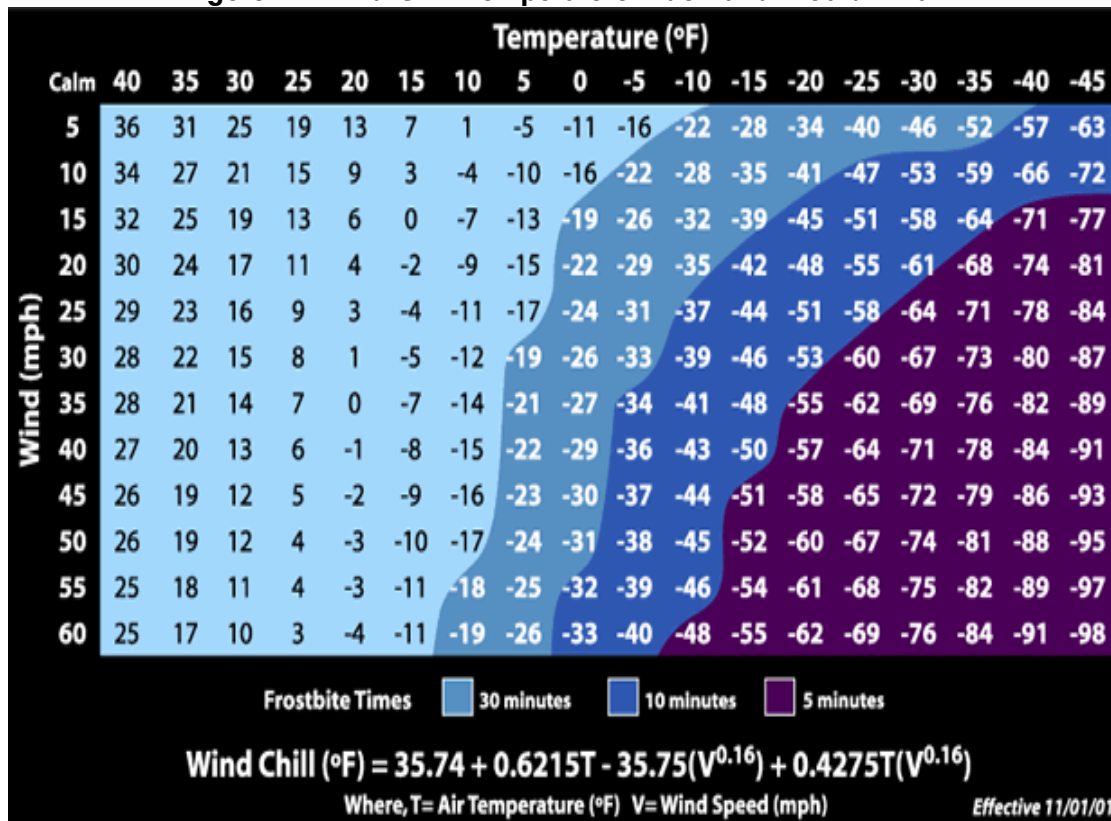 Temperature (ºF)
Calm 40 35 30 25 20 15 10 5 0 -5 -10 -15 -20 -25 -30 -35 -40 -45
5 36 31 25 19 13 7 1 -5 -11 -16 -22 -28 -34 -40 -46 -52 -57 -63
10 34 27 21 15 9 3 -4 -10 -16 -22 -28 -35 -41 -47 -53 -59 -66 -72
15 32 25 19 13 6 0 -7 -13 -19 -26 -32 -39 -45 -51 -58 -64 -71 -77
20 30 24 17 11 4 -2 -9 -15 -22 -29 -35 -42 -48 -55 -61 -68 -74 -81
25 29 23 16 9 3 -4 -11 -17 -24 -31 -37 -44 -51 -58 -64 -71 -78 -84
30 28 22 15 8 1 -5 -12 -19 -26 -33 -39 -46 -53 -60 -67 -73 -80 -87
35 28 21 14 7 0 -7 -14 -21 -27 -34 -41 -48 -55 -62 -69 -76 -82 -89
40 27 20 13 6 -1 -8 -15 -22 -29 -36 -43 -50 -57 -64 -71 -78 -84 -91
45 26 19 12 5 -2 -9 -16 -23 -30 -37 -44 -51 -58 -65 -72 -79 -86 -93
50 26 19 12 4 -3 -10 -17 -24 -31 -38 -45 -52 -60 -67 -74 -81 -88 -95
55 25 18 11 4 -3 -11 -18 -25 -32 -39 -46 -54 -61 -68 -75 -82 -89 -97
60 25 17 10 3 -4 -11 -19 -26 -33 -40 -48 -55 -62 -69 -76 -84 -91 -98
Wind (mph)
Frostbite Times 30 minutes 10 minutes 5 minutes
Wind Chill (ºF) = 35.74 + 0.6215T - 35.75(V^0.16) + 0.4275T(V^0.16)
Where, T= Air Temperature (ºF) V= Wind Speed (mph) Effective 11/01/01